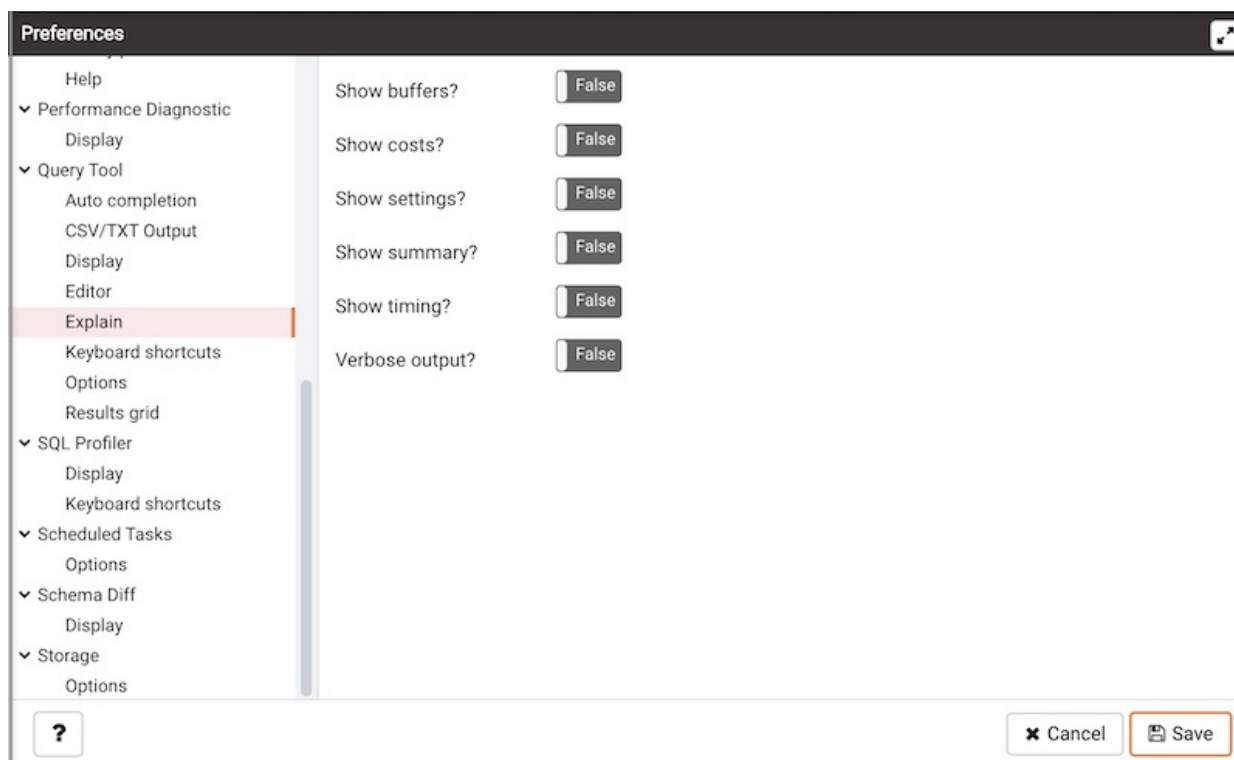 Preferences
Help
Performance Diagnostic
Display
Query Tool
Auto completion
CSV/TXT Output
Display
Editor
Explain
Keyboard shortcuts
Options
Results grid
SQL Profiler
Display
Keyboard shortcuts
Scheduled Tasks
Options
Schema Diff
Display
Storage
Options
Show buffers? False
Show costs? False
Show settings? False
Show summary? False
Show timing? False
Verbose output? False
? Cancel Save